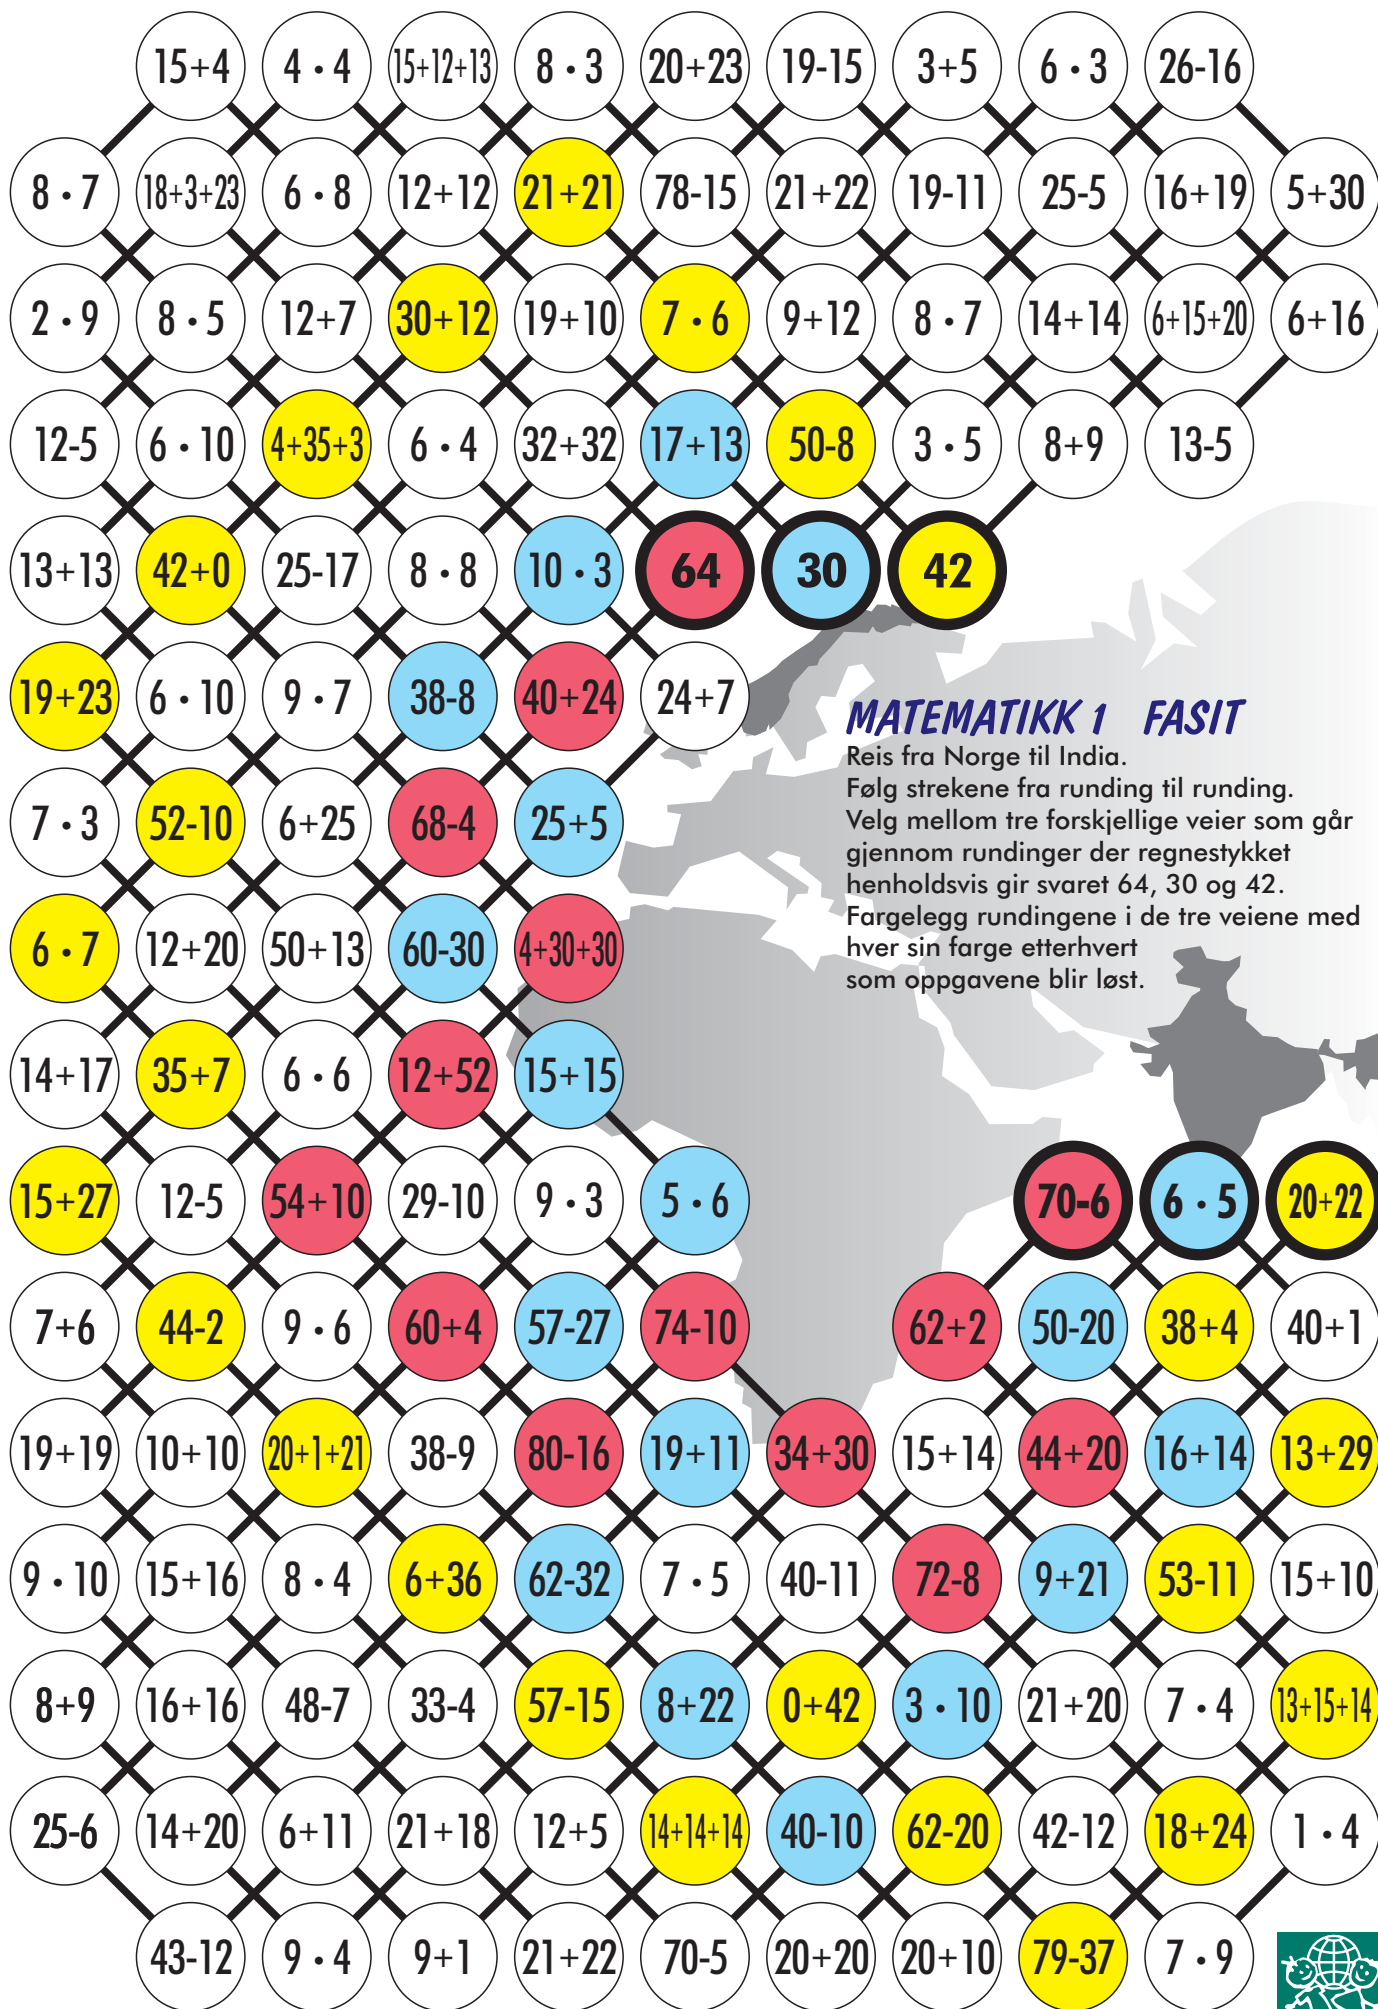 15+4 4 • 4 15+12+13 8 • 3 20+23 19-15 3+5 6 • 3 26-16
8 • 7 18+3+23 6 • 8 12+12 21+21 78-15 21+22 19-11 25-5 16+19 5+30
2 • 9 8 • 5 12+7 30+12 19+10 7 • 6 9+12 8 • 7 14+14 6+15+20 6+16
12-5 6 • 10 4+35+3 6 • 4 32+32 17+13 50-8 3 • 5 8+9 13-5
13+13 42+0 25-17 8 • 8 10 • 3 64 30 42
19+23 6 • 10 9 • 7 38-8 40+24 24+7
MATEMATIKK 1 FASIT
Reis fra Norge til India.
Følg strekene fra runding til runding.
Velg mellom tre forskjellige veier som går
gjennom rundinger der regnestykket
henholdsvis gir svaret 64, 30 og 42.
Fargelegg rundingene i de tre veiene med
hver sin farge etterhvert
som oppgavene blir løst.
7 • 3 52-10 6+25 68-4 25+5
6 • 7 12+20 50+13 60-30 4+30+30
14+17 35+7 6 • 6 12+52 15+15
15+27 12-5 54+10 29-10 9 • 3 5 • 6 70-6 6 • 5 20+22
7+6 44-2 9 • 6 60+4 57-27 74-10 62+2 50-20 38+4 40+1
19+19 10+10 20+1+21 38-9 80-16 19+11 34+30 15+14 44+20 16+14 13+29
9 • 10 15+16 8 • 4 6+36 62-32 7 • 5 40-11 72-8 9+21 53-11 15+10
8+9 16+16 48-7 33-4 57-15 8+22 0+42 3 • 10 21+20 7 • 4 13+15+14
25-6 14+20 6+11 21+18 12+5 14+14+14 40-10 62-20 42-12 18+24 1 • 4
43-12 9 • 4 9+1 21+22 70-5 20+20 20+10 79-37 7 • 9